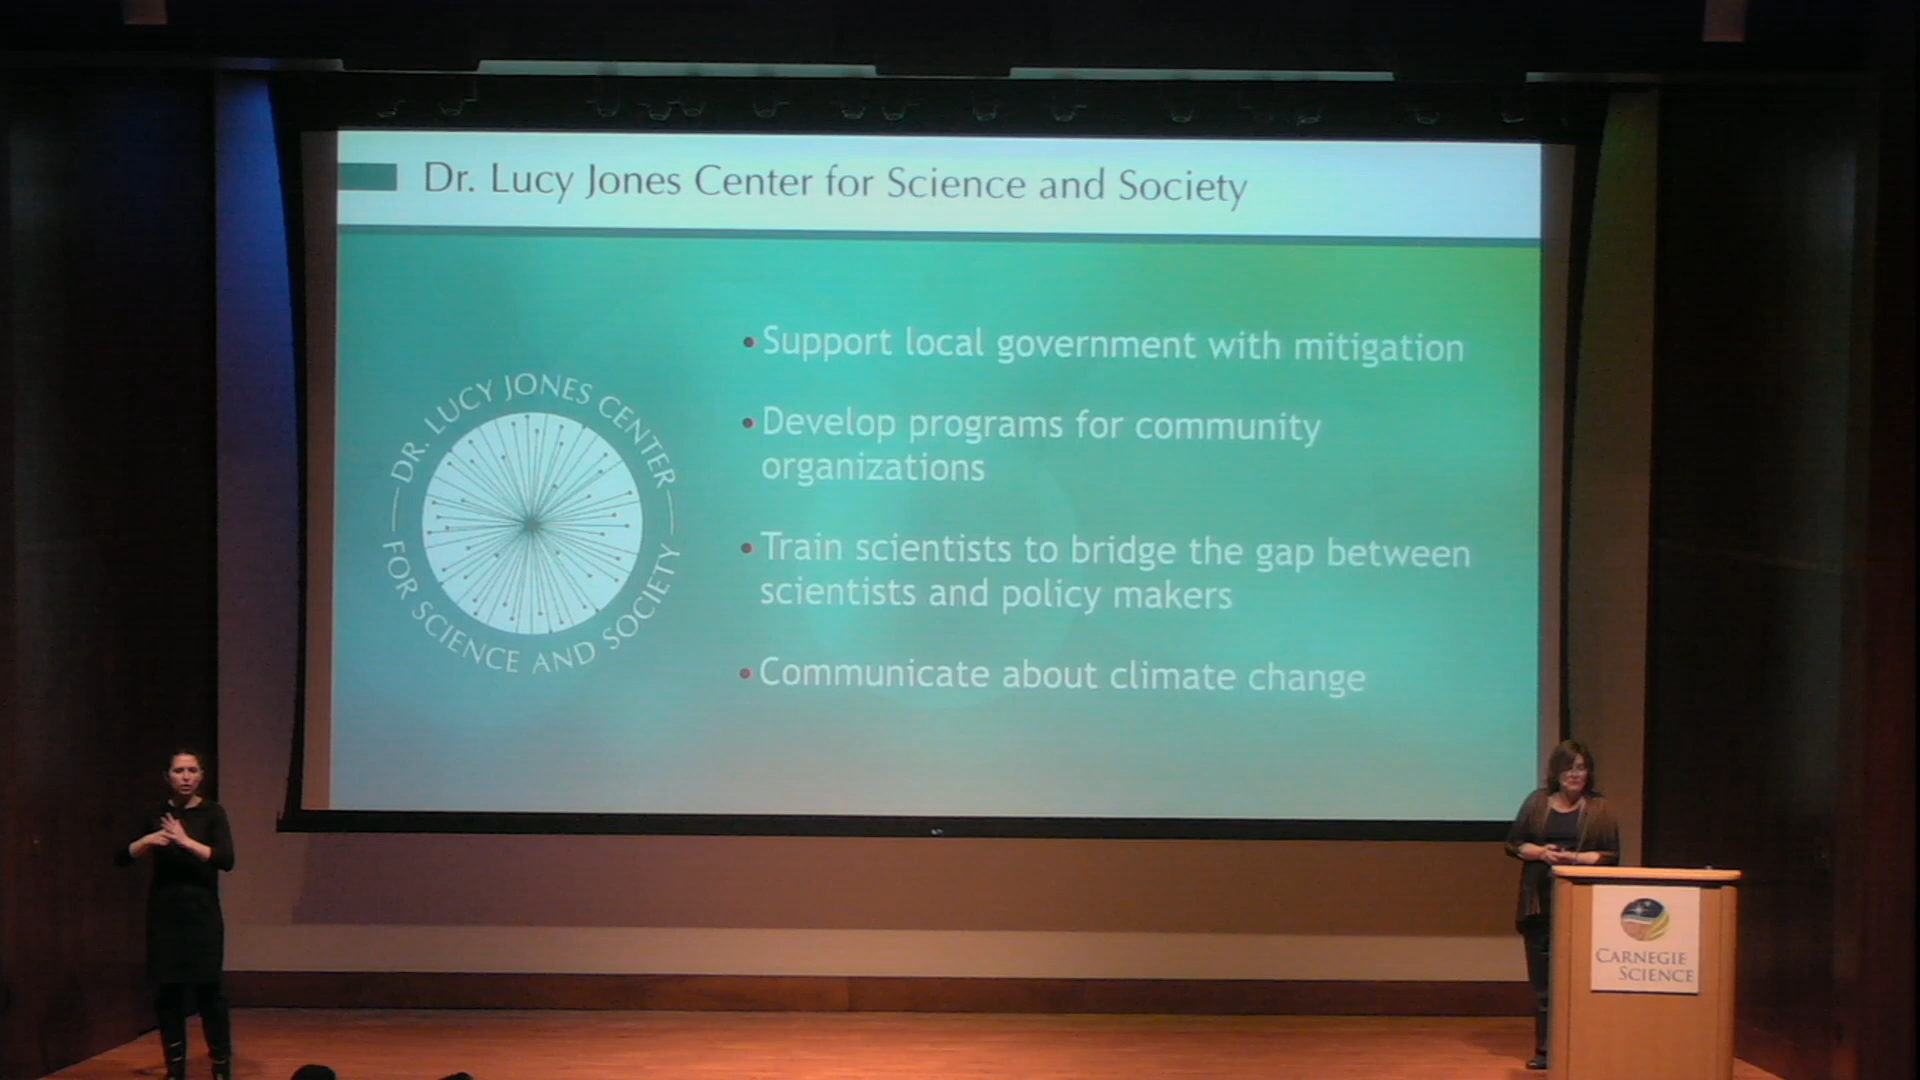 Dr. Lucy Jones Center for Science and Society
DR. LUCY JONES CENTER
FOR SCIENCE AND SOCIETY
• Support local government with mitigation
• Develop programs for community
organizations
• Train scientists to bridge the gap between
scientists and policy makers
• Communicate about climate change
CARNEGIE
SCIENCE